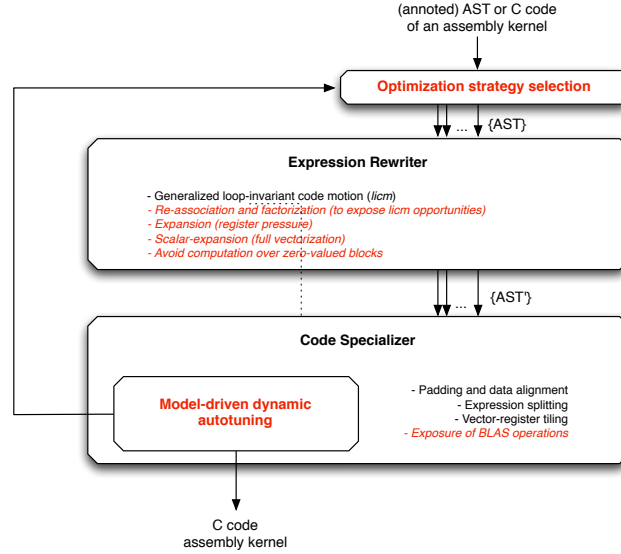 (annoted) AST or C code
of an assembly kernel
Optimization strategy selection
... {AST}
Expression Rewriter
- Generalized loop-invariant code motion (licm)
- Re-association and factorization (to expose licm opportunities)
- Expansion (register pressure)
- Scalar-expansion (full vectorization)
- Avoid computation over zero-valued blocks
... {AST'}
Code Specializer
Model-driven dynamic
autotuning
- Padding and data alignment
- Expression splitting
- Vector-register tiling
- Exposure of BLAS operations
C code
assembly kernel